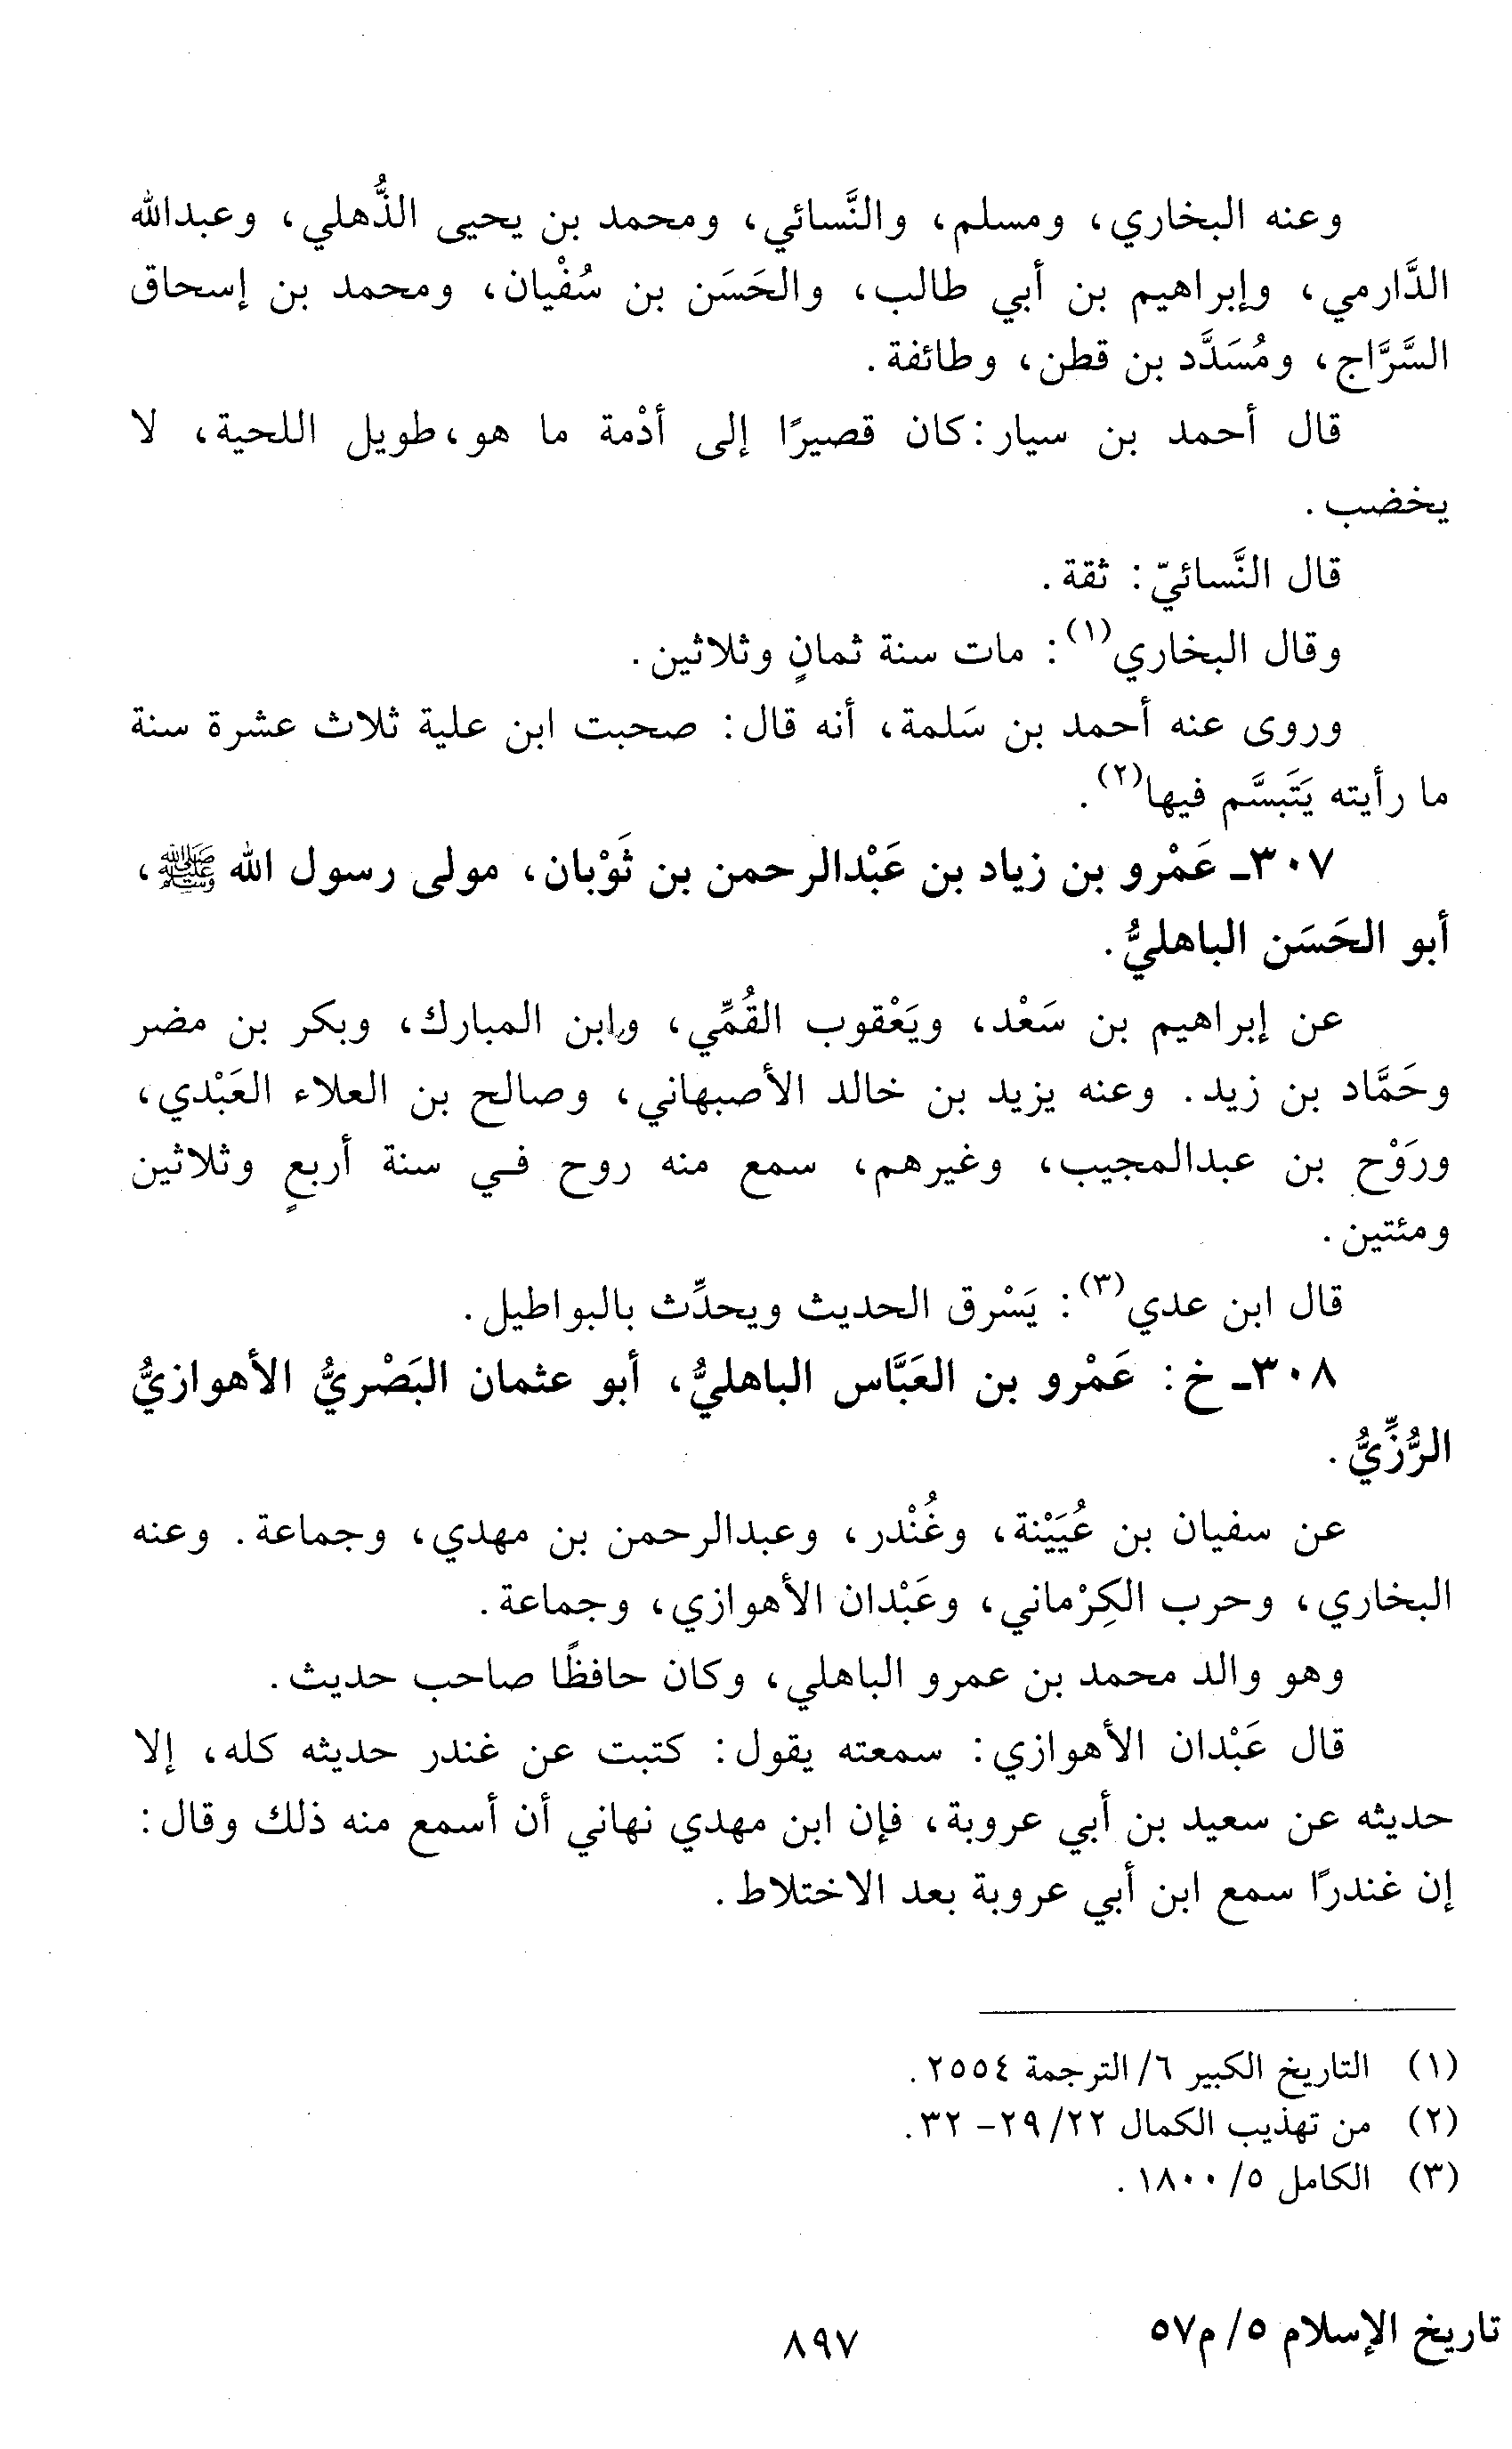 وعنه البخاري، ومسلم، والنَّسائي، ومحمد بن يحيى الذُّهلي، وعبدالله
الدَّارمي، وإبراهيم بن أبي طالب، والحَسَن بن سُفْيان، ومحمد بن إسحاق
السَّرَّاج، ومُسَدَّد بن قطن، وطائفة.
قال أحمد بن سيار: كان قصيرًا إلى أدْمة ما هو، طويل اللحية، لا
يخضب.
قال النَّسائيّ: ثقة.
وقال البخاري(١): مات سنة ثمانٍ وثلاثين.
وروى عنه أحمد بن سَلمة، أنه قال: صحبت ابن علية ثلاث عشرة سنة
ما رأيته يَتَبسَّم فيها(٢).
٣٠٧ـ عَمْرو بن زياد بن عَبْدالرحمن بن ثَوْبان، مولى رسول الله ﷺ،
أبو الحَسَن الباهليُّ.
عن إبراهيم بن سَعْد، ويَعْقوب القُمِّي، وابن المبارك، وبكر بن مضر
وحَمَّاد بن زيد. وعنه يزيد بن خالد الأصبهاني، وصالح بن العلاء العَبْدي،
ورَوْح بن عبدالمجيب، وغيرهم، سمع منه روح في سنة أربعٍ وثلاثين
ومئتين.
قال ابن عدي(٣): يَسْرق الحديث ويحدِّث بالبواطيل.
٣٠٨ـ خ: عَمْرو بن العَبَّاس الباهليُّ، أبو عثمان البَصْريُّ الأهوازيُّ
الرُّزِّيُّ.
عن سفيان بن عُيَيْنة، وغُنْدر، وعبدالرحمن بن مهدي، وجماعة. وعنه
البخاري، وحرب الكِرْماني، وعَبْدان الأهوازي، وجماعة.
وهو والد محمد بن عمرو الباهلي، وكان حافظًا صاحب حديث.
قال عَبْدان الأهوازي: سمعته يقول: كتبت عن غندر حديثه كله، إلا
حديثه عن سعيد بن أبي عروبة، فإن ابن مهدي نهاني أن أسمع منه ذلك وقال:
إن غندرًا سمع ابن أبي عروبة بعد الاختلاط.
(١) التاريخ الكبير ٦/ الترجمة ٢٥٥٤.
(٢) من تهذيب الكمال ٢٢/ ٢٩- ٣٢.
(٣) الكامل ٥/ ١٨٠٠.
تاريخ الإسلام ٥/ م٥٧
٨٩٧